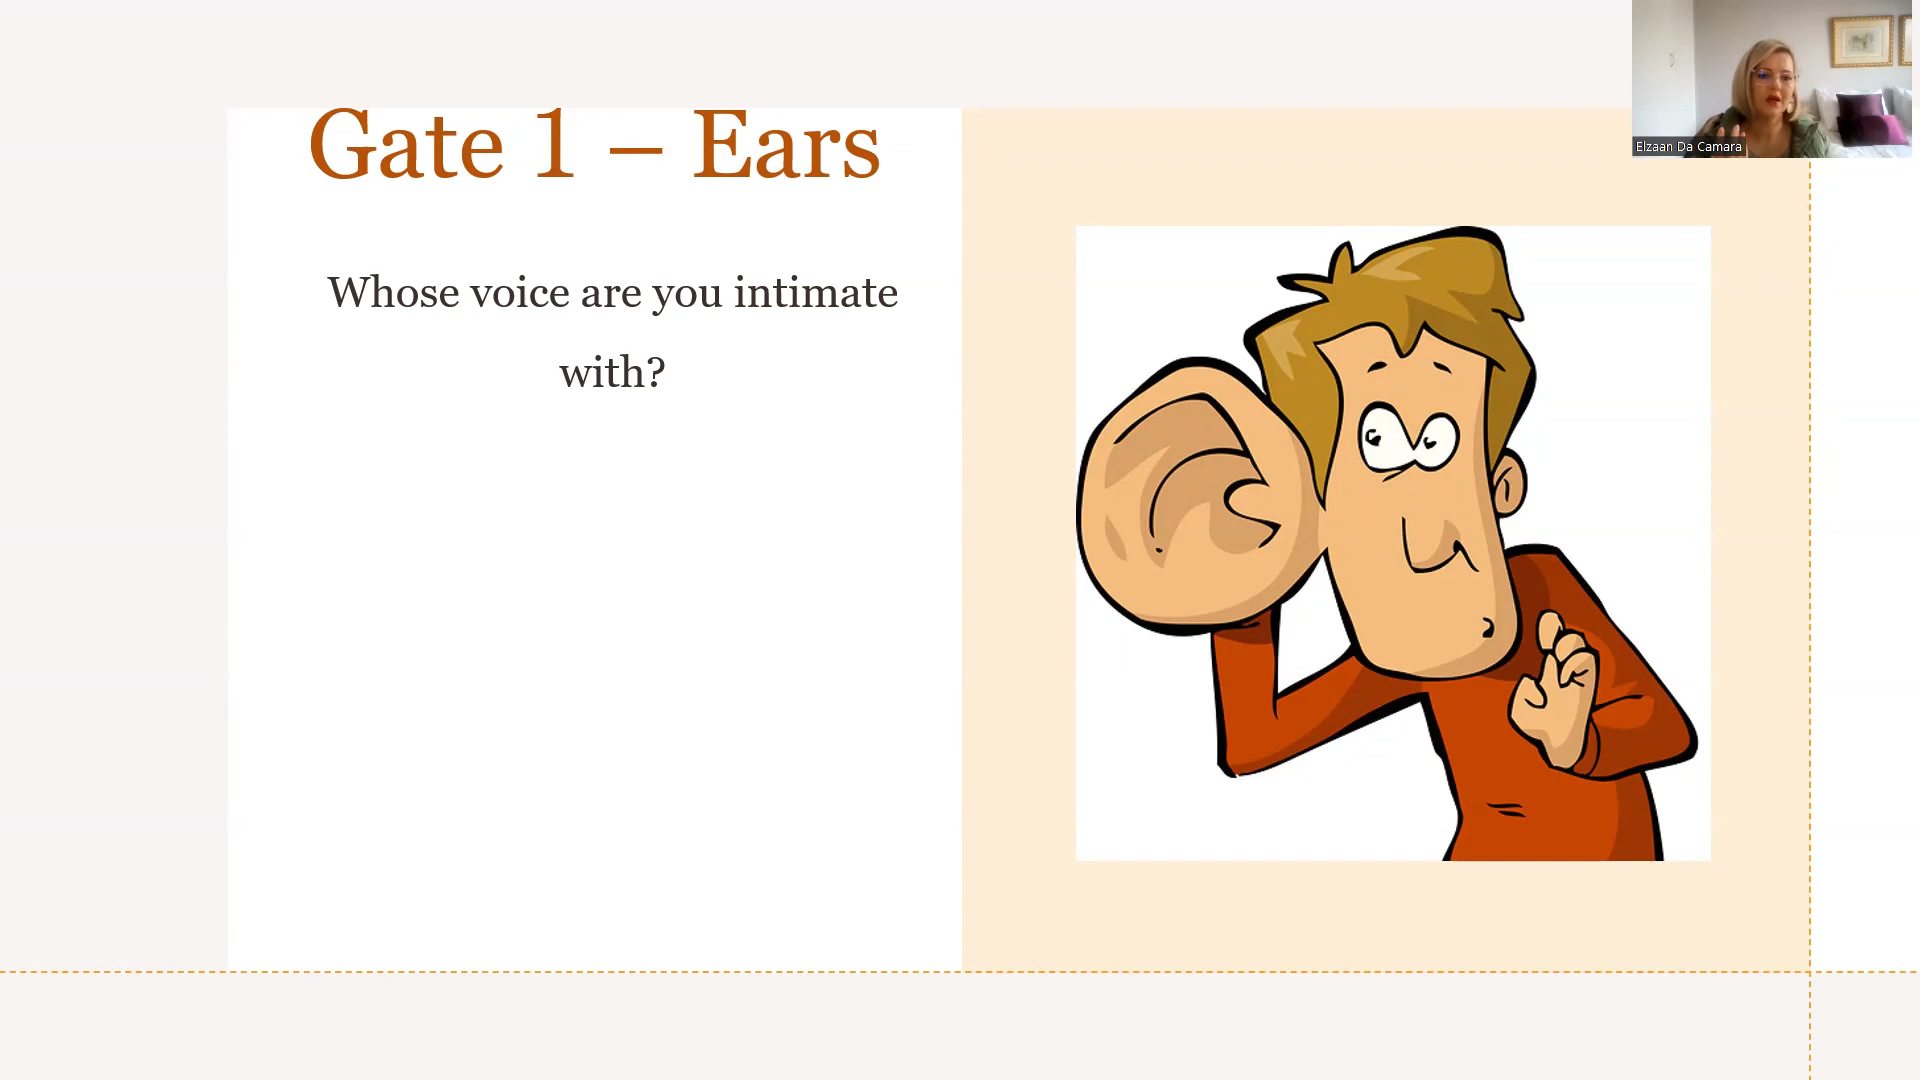 Gate 1 – Ears
Whose voice are you intimate
with?
Elzaan Da Camara